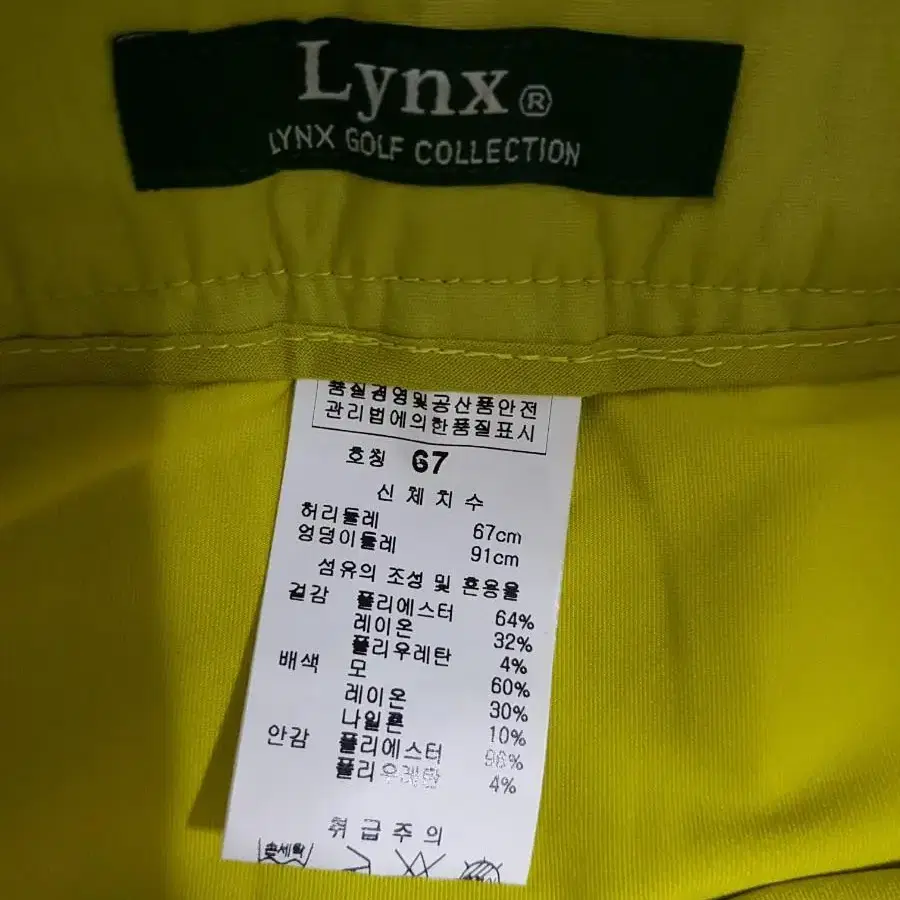 Lynx®
LYNX GOLF COLLECTION
품질경영및공산품안전
관리법에의한품질표시
호칭 67
신체치수
허리둘레 67cm
엉덩이둘레 91cm
섬유의 조성 및 혼용율
겉감 폴리에스터 64%
레이온 32%
폴리우레탄 4%
배색 모 60%
레이온 30%
나일론 10%
안감 폴리에스터 96%
폴리우레탄 4%
취급주의
손세탁